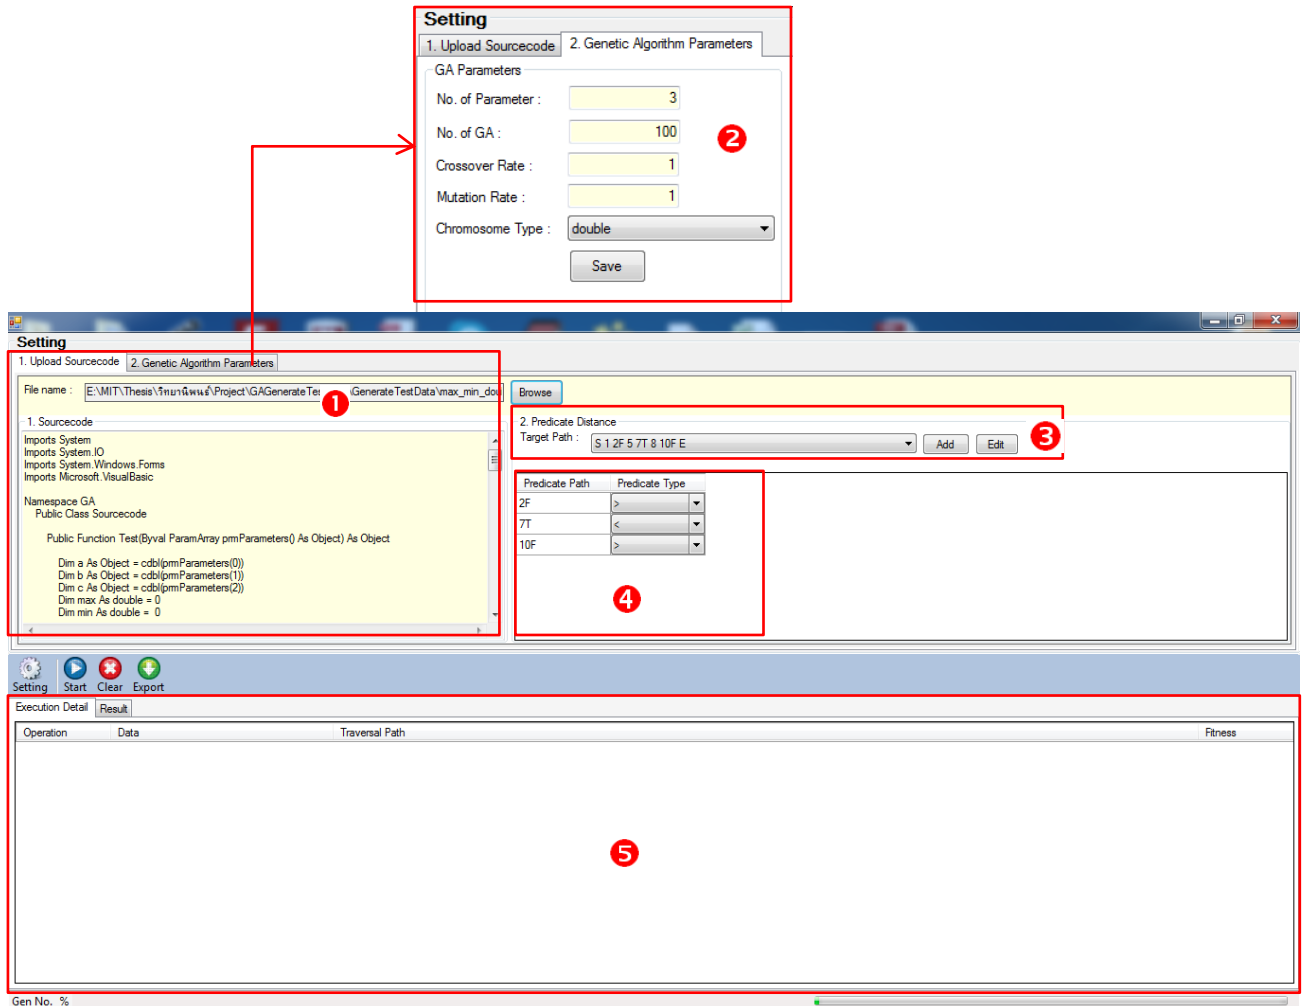 Setting
1. Upload Sourcecode 2. Genetic Algorithm Parameters
GA Parameters
No. of Parameter : 3
No. of GA : 100
2
Crossover Rate : 1
Mutation Rate : 1
Chromosome Type : double
Save
Setting
1. Upload Sourcecode 2. Genetic Algorithm Parameters
File name : E:\MIT\Thesis\วิทยานิพนธ์\Project\GAGenerateTes GenerateTestData\max_min_dou Browse
1
1. Sourcecode
Imports System
Imports System.IO
Imports System.Windows.Forms
Imports Microsoft.VisualBasic
Namespace GA
Public Class Sourcecode
Public Function Test(Byval ParamArray prmParameters() As Object) As Object
Dim a As Object = cdbl(prmParameters(0))
Dim b As Object = cdbl(prmParameters(1))
Dim c As Object = cdbl(prmParameters(2))
Dim max As double = 0
Dim min As double = 0
2. Predicate Distance
Target Path : S 1 2F 5 7T 8 10F E Add Edit
3
Predicate Path Predicate Type
2F >
7T <
10F >
4
Setting Start Clear Export
Execution Detail Result
Operation Data Traversal Path Fitness
5
Gen No. %